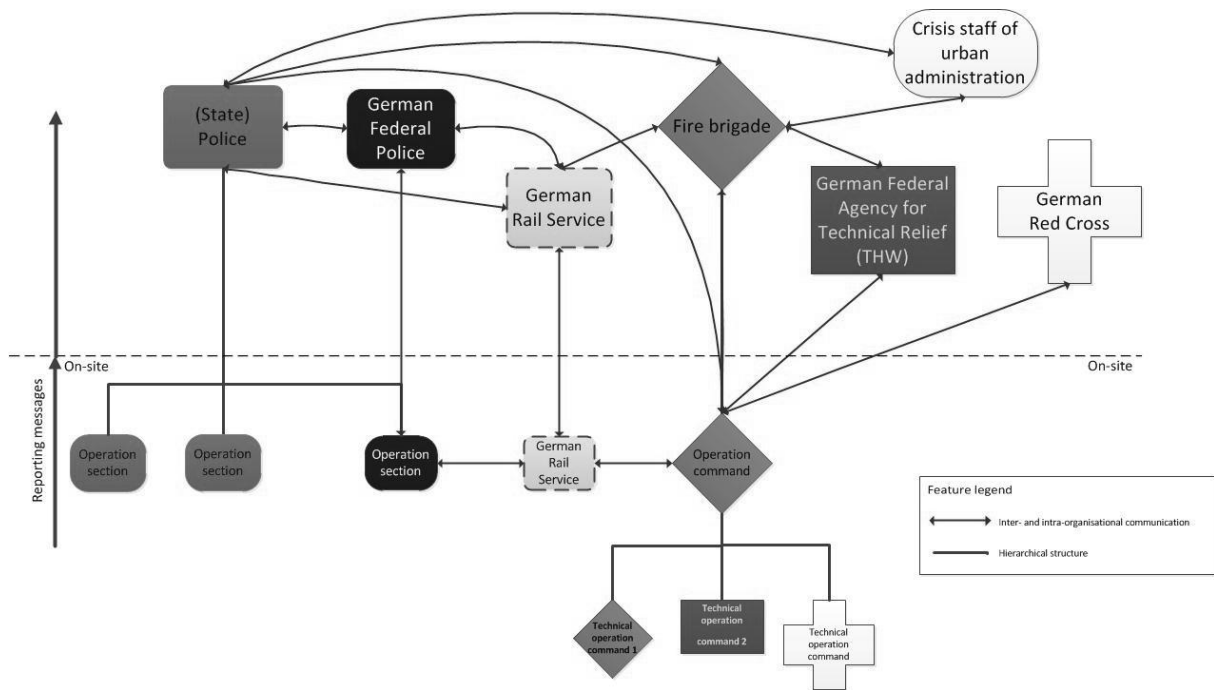 Crisis staff of
urban
administration
(State)
Police
German
Federal
Police
Fire brigade
German
Rail Service
German Federal
Agency for
Technical Relief
(THW)
German
Red Cross
On-site
On-site
Reporting messages
Operation
section
Operation
section
Operation
section
German
Rail
Service
Operation
command
Feature legend
Inter- and intra-organisational communication
Hierarchical structure
Technical
operation
command 1
Technical
operation
command 2
Technical
operation
command